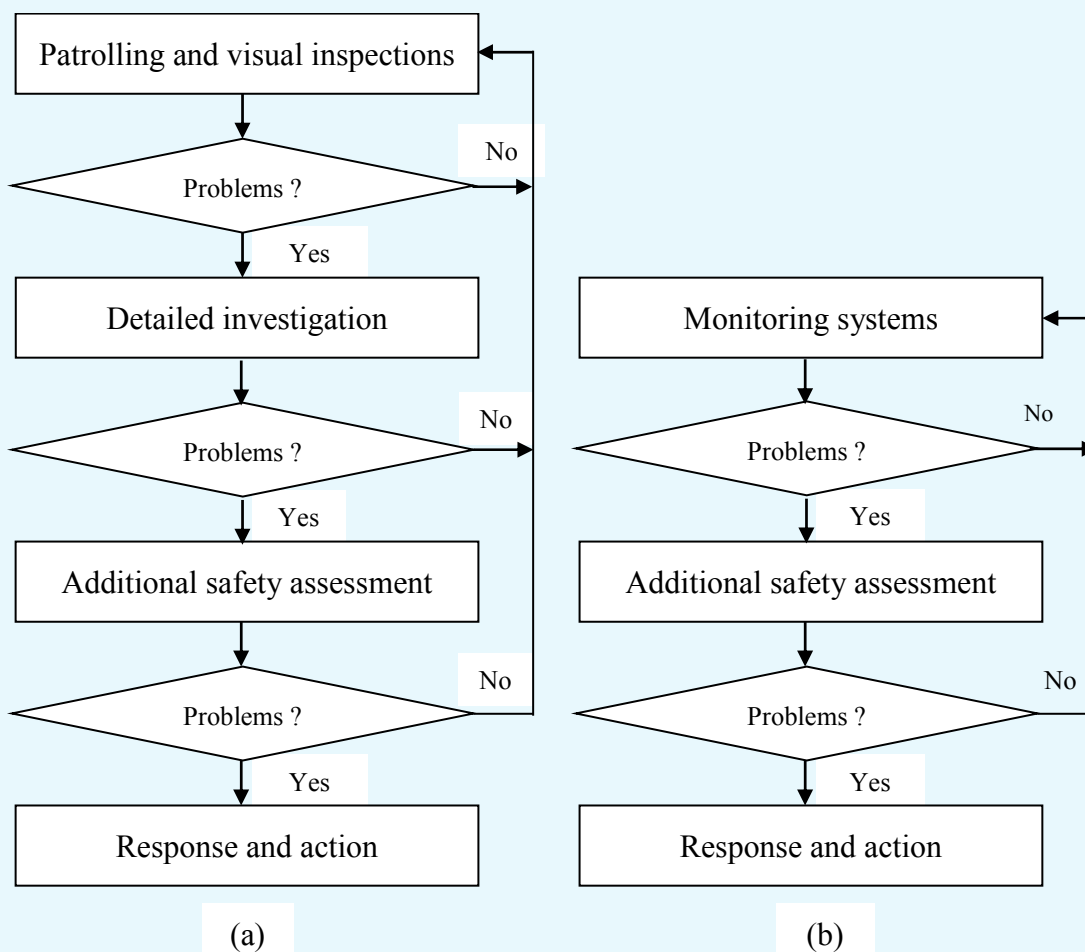 Patrolling and visual inspections
No
Problems ?
Yes
Detailed investigation
No
Problems ?
Yes
Additional safety assessment
No
Problems ?
Yes
Response and action
(a)
Monitoring systems
No
Problems ?
Yes
Additional safety assessment
No
Problems ?
Yes
Response and action
(b)